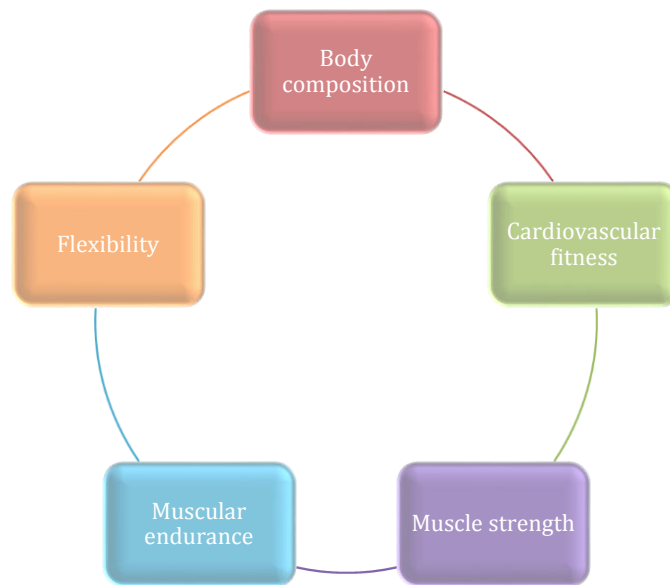 Body
composition
Cardiovascular
fitness
Muscle strength
Muscular
endurance
Flexibility